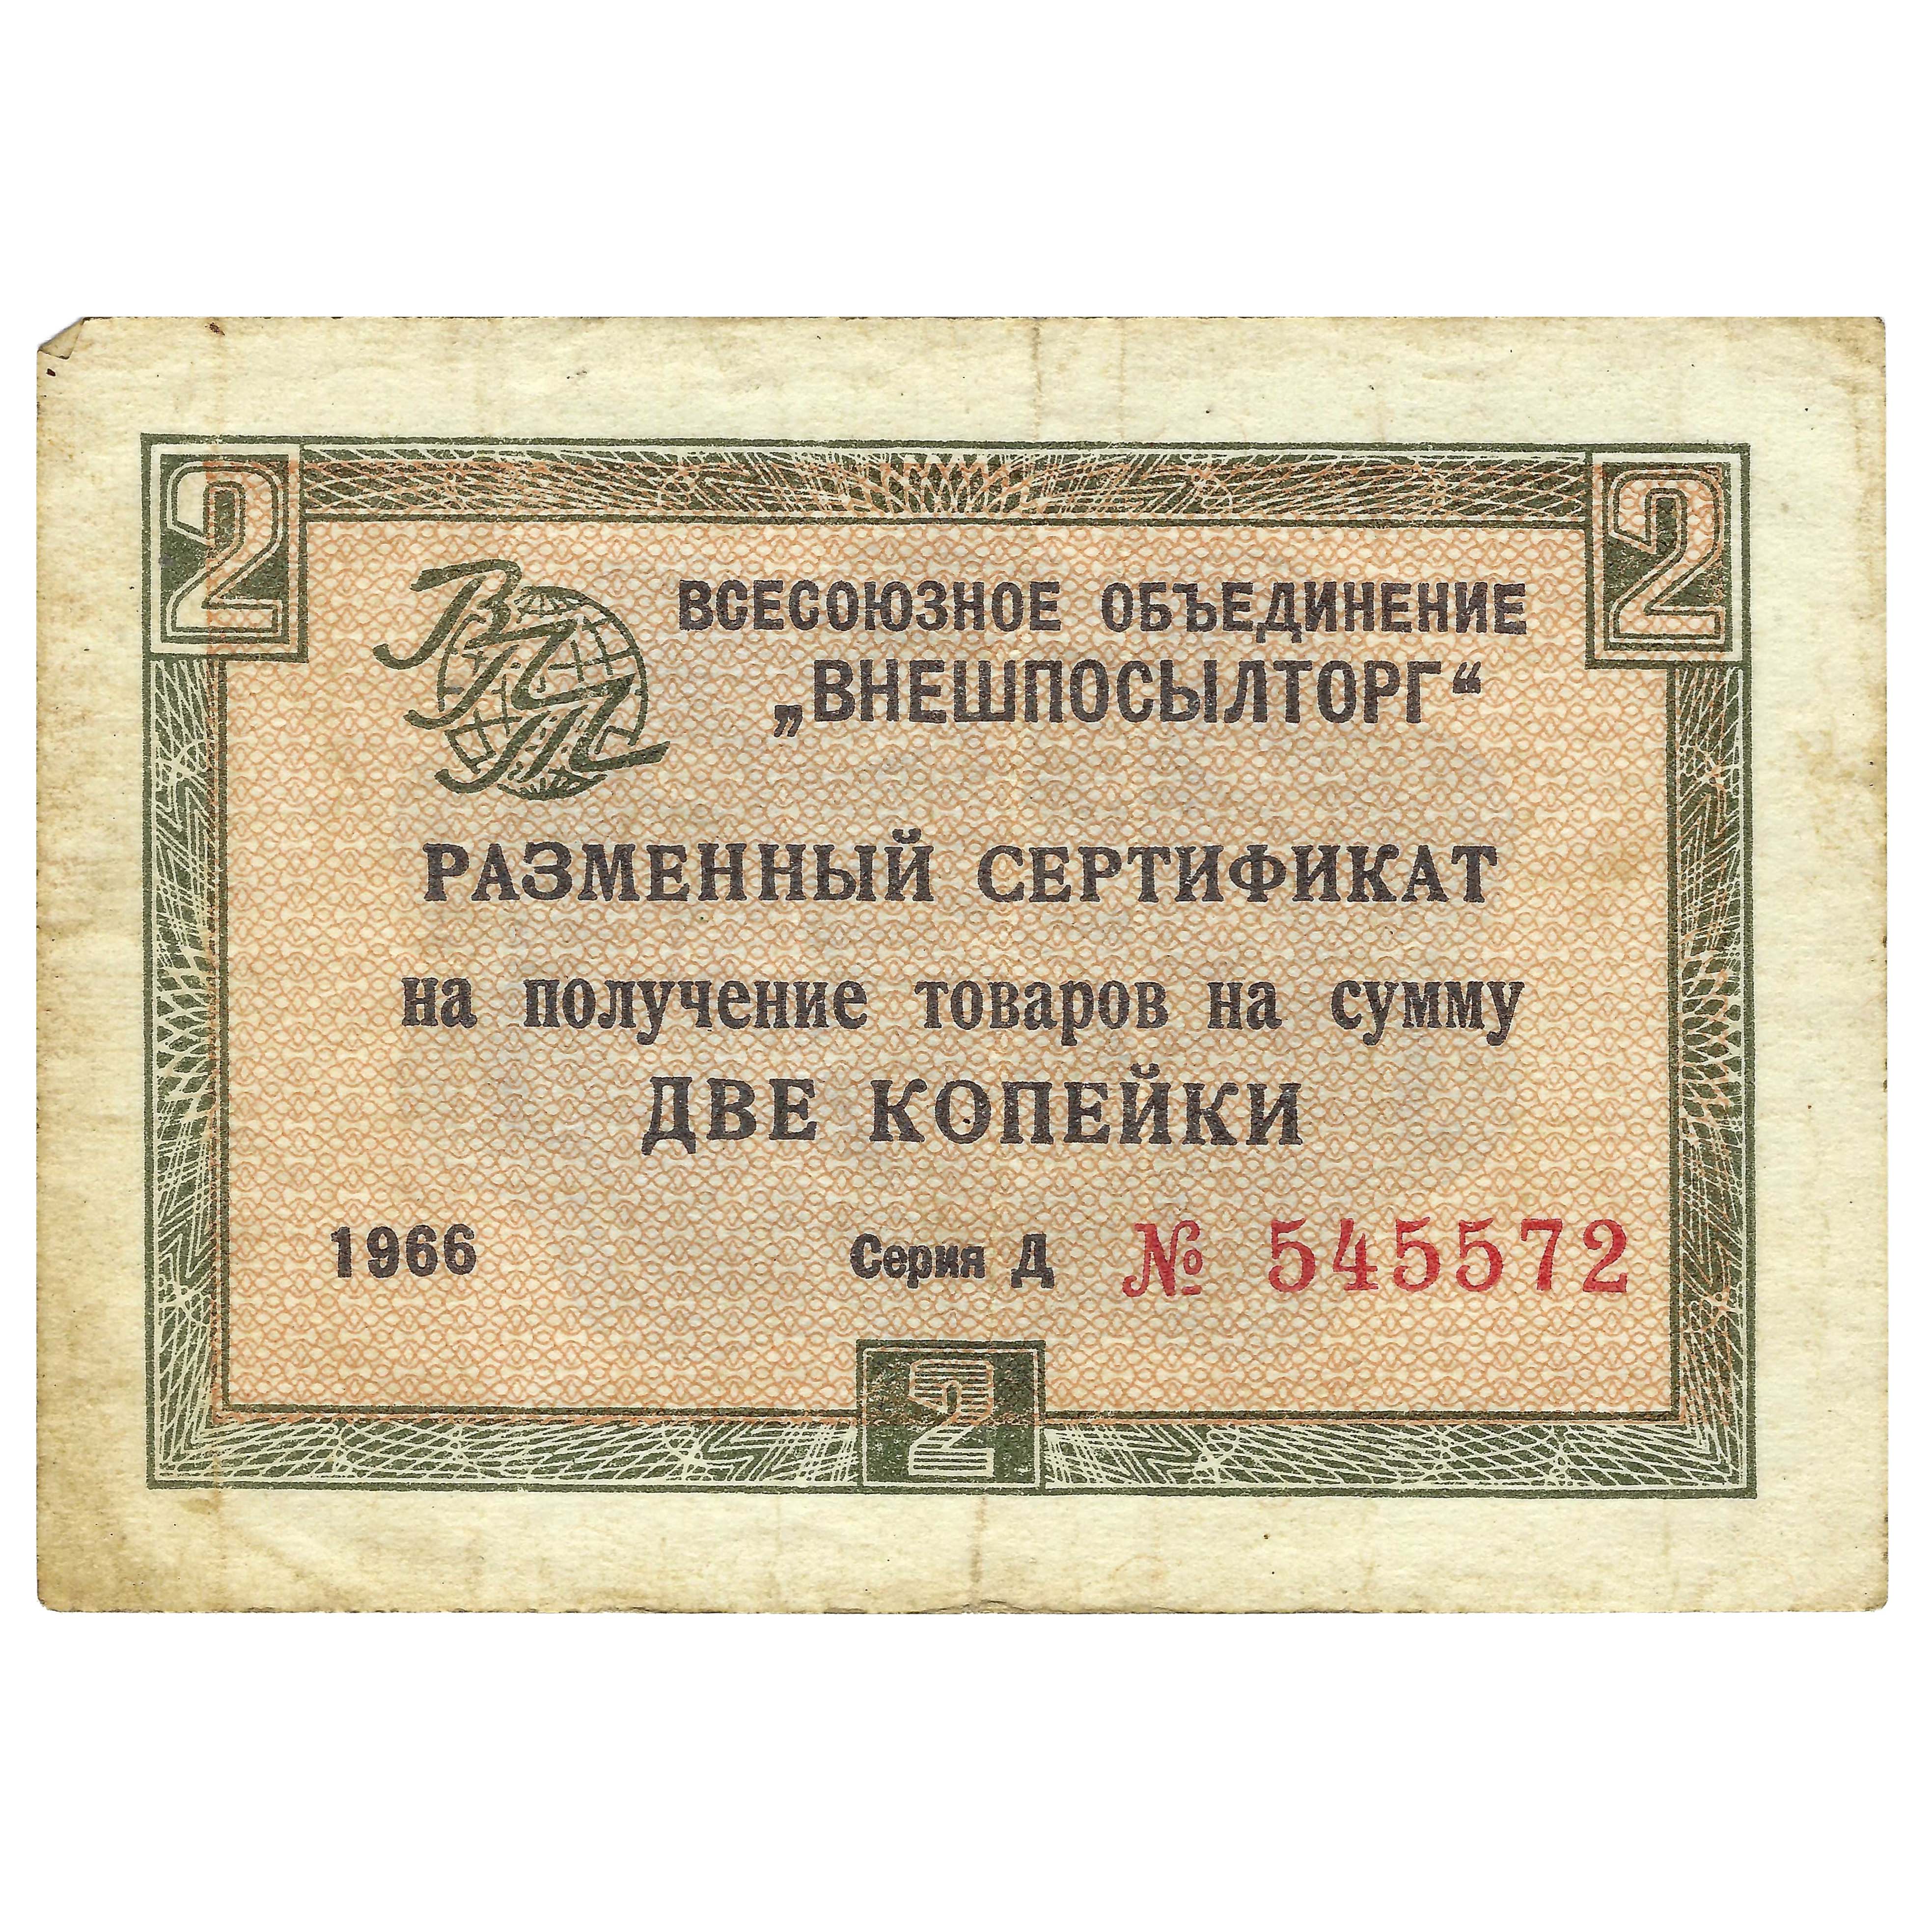 2 2
ВПТ
ВСЕСОЮЗНОЕ ОБЪЕДИНЕНИЕ
„ВНЕШПОСЫЛТОРГ“
РАЗМЕННЫЙ СЕРТИФИКАТ
на получение товаров на сумму
ДВЕ КОПЕЙКИ
1966 Серия Д № 545572
2